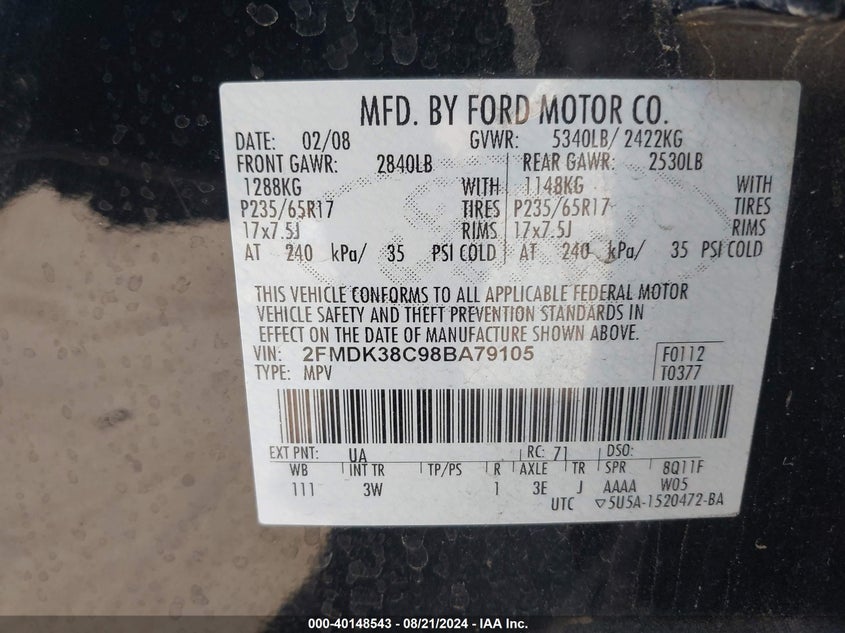 MFD. BY FORD MOTOR CO.
DATE: 02/08 GVWR: 5340LB/ 2422KG
FRONT GAWR: 2840LB REAR GAWR: 2530LB
1288KG WITH 1148KG WITH
P235/65R17 TIRES P235/65R17 TIRES
17x7.5J RIMS 17x7.5J RIMS
AT 240 kPa/ 35 PSI COLD AT 240 kPa/ 35 PSI COLD
THIS VEHICLE CONFORMS TO ALL APPLICABLE FEDERAL MOTOR
VEHICLE SAFETY AND THEFT PREVENTION STANDARDS IN
EFFECT ON THE DATE OF MANUFACTURE SHOWN ABOVE.
VIN: 2FMDK38C98BA79105 F0112
TYPE: MPV T0377
EXT PNT: UA RC: 71 DSO:
WB INT TR TP/PS R AXLE TR SPR 8Q11F
111 3W 1 3E J AAAA W05
UTC ▽5U5A-1520472-BA
40148543 - 08/21/2024 - IAA Inc.